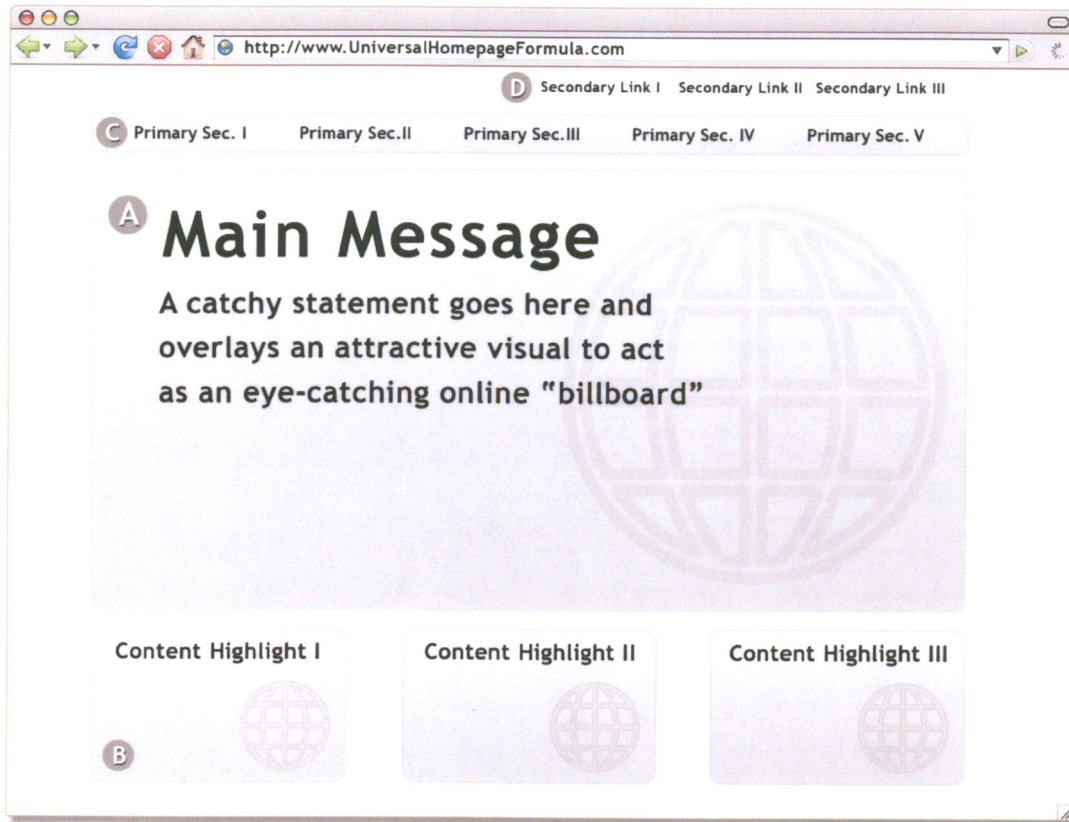 http://www.UniversalHomepageFormula.com
D Secondary Link I Secondary Link II Secondary Link III
C Primary Sec. I Primary Sec.II Primary Sec.III Primary Sec. IV Primary Sec. V
A
Main Message
A catchy statement goes here and
overlays an attractive visual to act
as an eye-catching online “billboard”
Content Highlight I Content Highlight II Content Highlight III
B